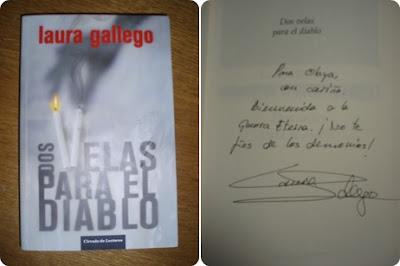 laura gallego
DOS VELAS
PARA EL
DIABLO
Círculo de Lectores
Dos velas
para el diablo
Para Olaya,
con cariño.
Bienvenida a la
Guerra Eterna. ¡No te
fíes de los demonios!
Laura Gallego